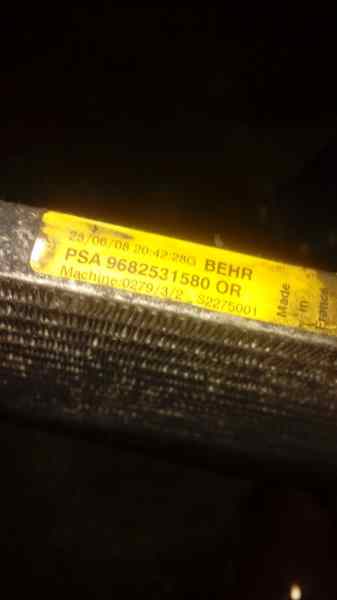 25/06/08 20:42:28G BEHR
PSA 9682531580 OR
Machine:0279/3/2 S2275001
Made
in
France